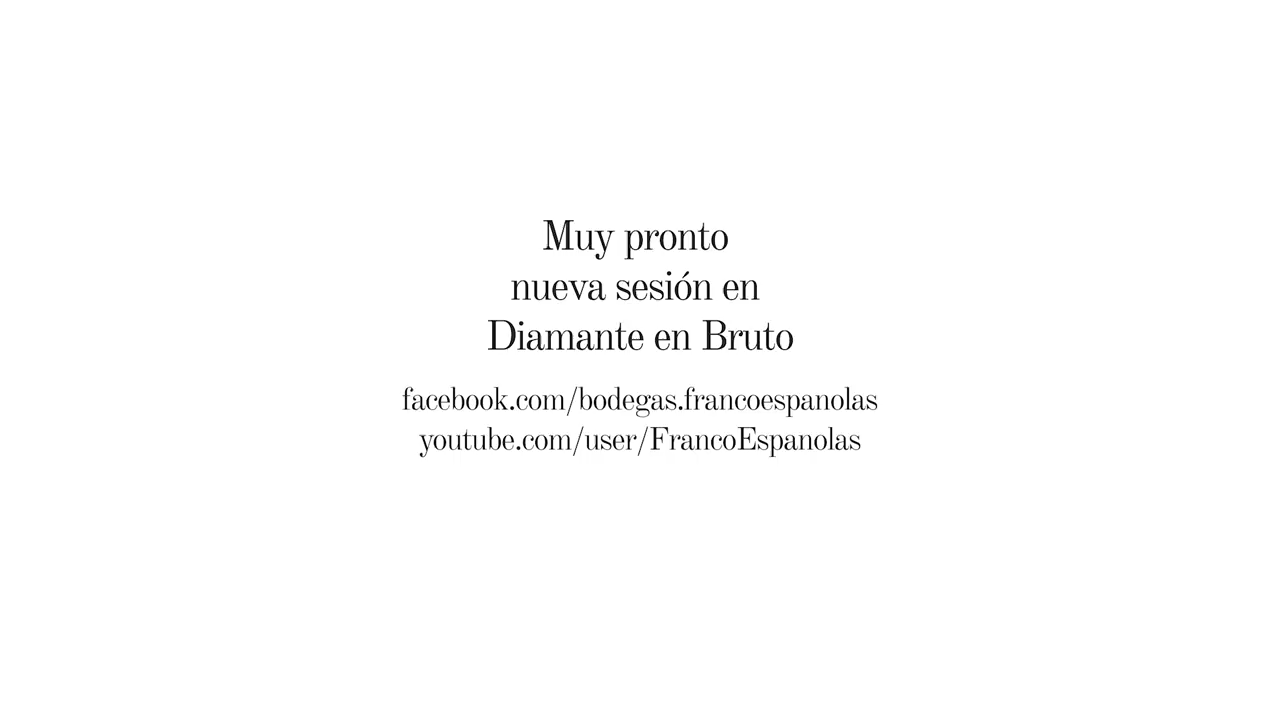 Muy pronto
nueva sesión en
Diamante en Bruto
facebook.com/bodegas.francoespanolas
youtube.com/user/FrancoEspanolas